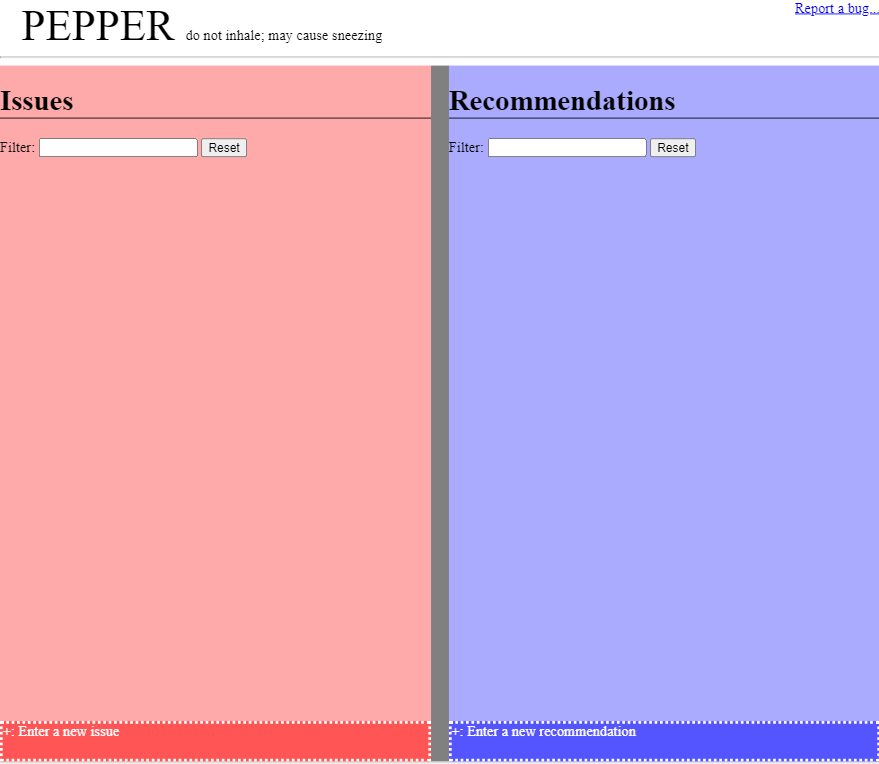 PEPPER do not inhale; may cause sneezing
Report a bug...
Issues
Filter: Reset
+: Enter a new issue
Recommendations
Filter: Reset
+: Enter a new recommendation